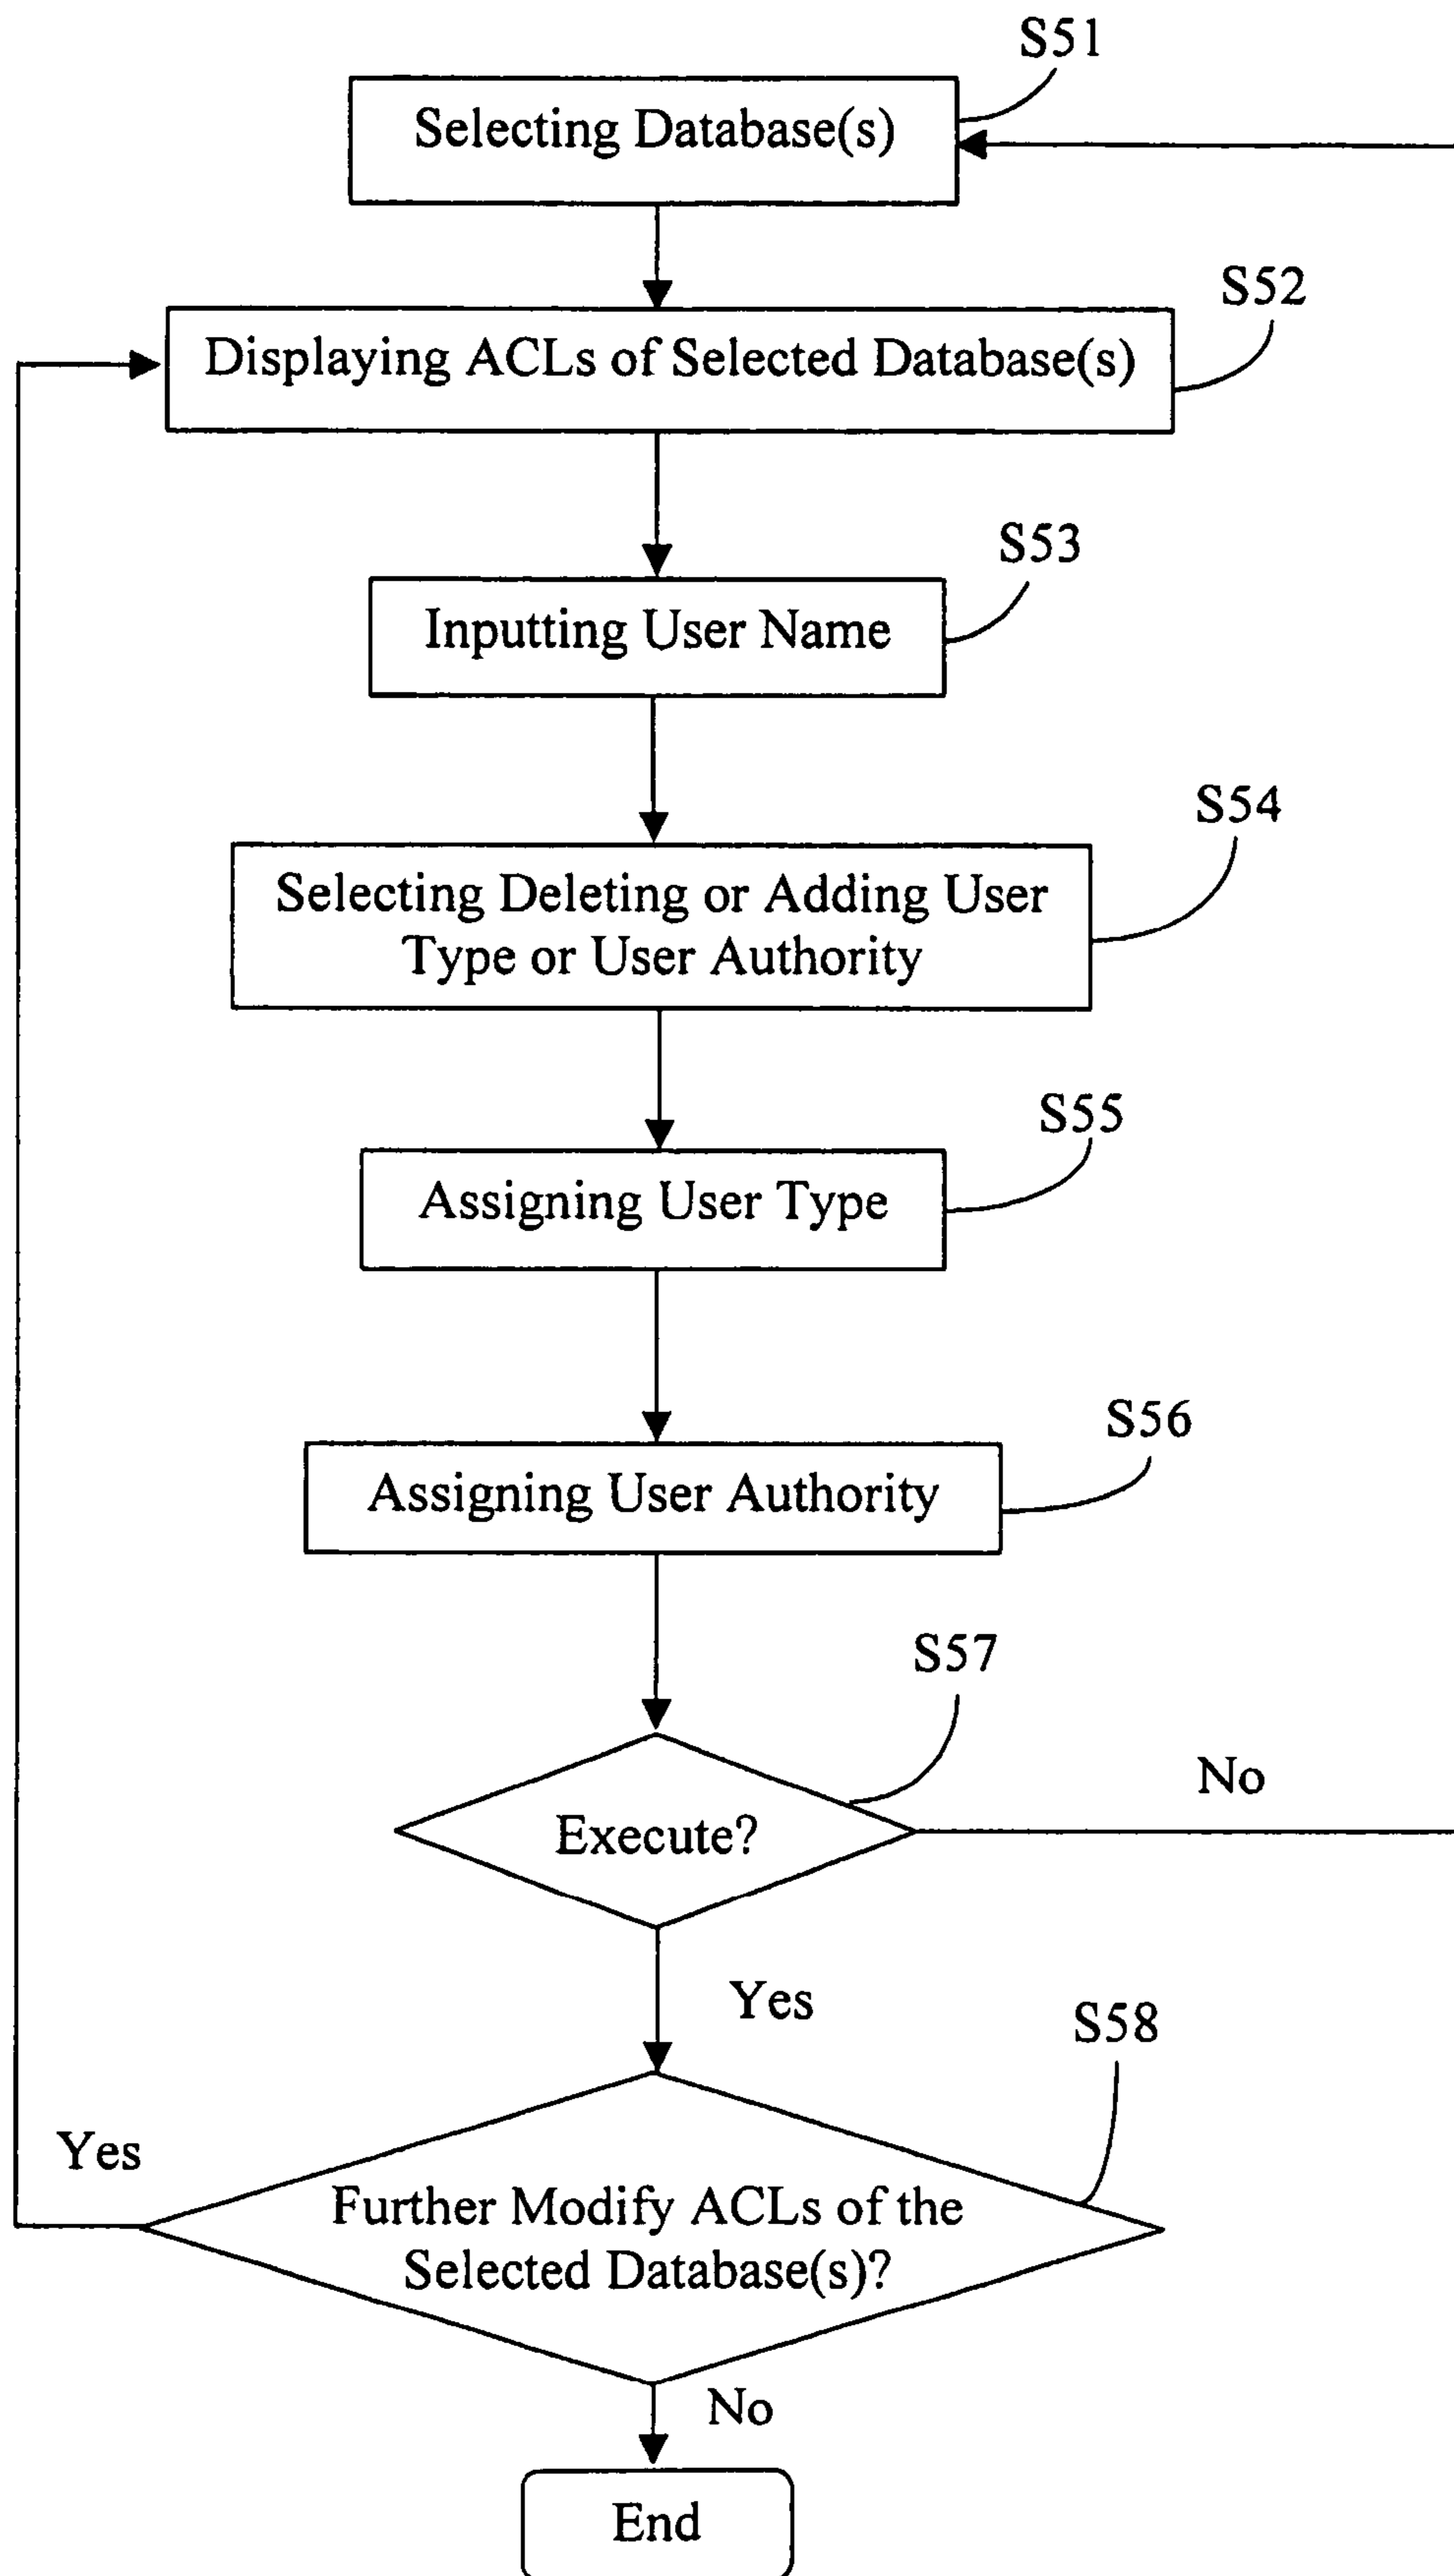 S51
Selecting Database(s)
S52
Displaying ACLs of Selected Database(s)
S53
Inputting User Name
S54
Selecting Deleting or Adding User
Type or User Authority
S55
Assigning User Type
S56
Assigning User Authority
S57
No
Execute?
Yes
S58
Yes
Further Modify ACLs of the
Selected Database(s)?
No
End